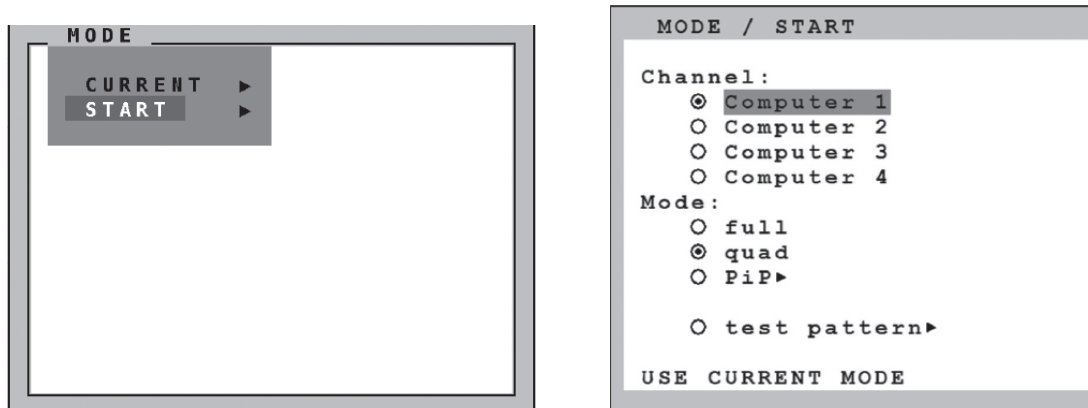 MODE
CURRENT ►
START ►
MODE / START
Channel:
Computer 1
Computer 2
Computer 3
Computer 4
Mode:
full
quad
PiP►
test pattern►
USE CURRENT MODE